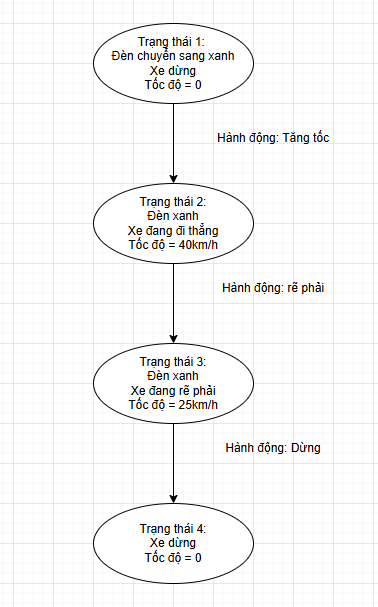 Trạng thái 1:
Đèn chuyển sang xanh
Xe dừng
Tốc độ = 0
Hành động: Tăng tốc
Trạng thái 2:
Đèn xanh
Xe đang đi thẳng
Tốc độ = 40km/h
Hành động: rẽ phải
Trạng thái 3:
Đèn xanh
Xe đang rẽ phải
Tốc độ = 25km/h
Hành động: Dừng
Trạng thái 4:
Xe dừng
Tốc độ = 0